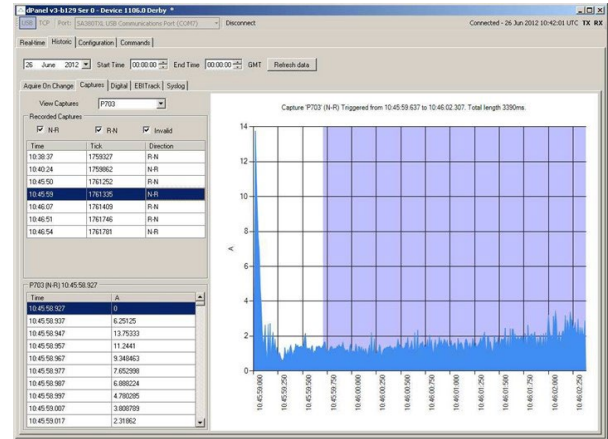 dPanel v3-b129 Ser 0 - Device 1106.0 Derby *
USB TCP Port: SA380TXL USB Communications Port (COM7) Disconnect Connected - 26 Jun 2012 10:42:01 UTC TX RX
Realtime Historic Configuration Commands
26 June 2012 Start Time 00:00:00 End Time 00:00:00 GMT Refresh data
Aquire On Change Captures Digital EBITrack Syslog
View Captures P703
Recorded Captures
N-R R-N Invalid
Time Tick Direction
10:38:37 1759327 R-N
10:40:24 1759862 R-N
10:45:50 1761252 N-R
10:45:59 1761335 N-R
10:46:07 1761409 N-R
10:46:51 1761746 N-R
10:46:54 1761781 N-R
P703 (N-R) 10:45:58.927
Time A
10:45:58.927 0
10:45:58.937 6.25125
10:45:58.947 13.75333
10:45:58.957 11.2441
10:45:58.967 9.348463
10:45:58.977 7.652998
10:45:58.987 6.888224
10:45:58.997 4.780285
10:45:59.007 3.808789
10:45:59.017 2.31862
Capture 'P703' (N-R) Triggered from 10:45:59.637 to 10:46:02.307. Total length 3390ms.
14
12
10
8
6
4
2
0
A
10:45:59.000
10:45:59.250
10:45:59.500
10:45:59.750
10:46:00.000
10:46:00.250
10:46:00.500
10:46:00.750
10:46:01.000
10:46:01.250
10:46:01.500
10:46:01.750
10:46:02.000
10:46:02.250